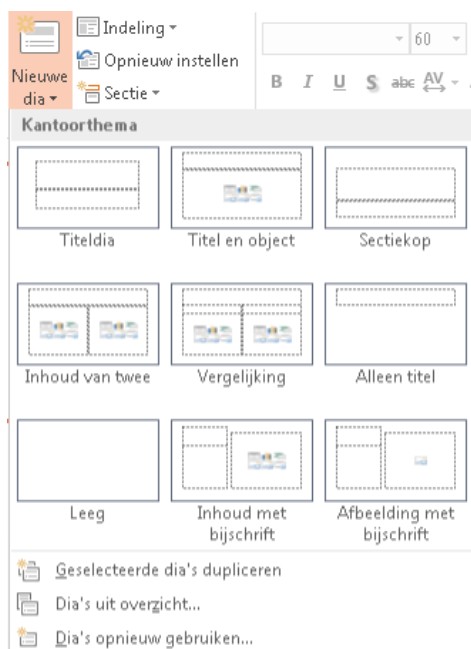 Nieuwe
dia
Indeling
Opnieuw instellen
Sectie
60
B I U S abc AV
Kantoorthema
Titeldia
Titel en object
Sectiekop
Inhoud van twee
Vergelijking
Alleen titel
Leeg
Inhoud met
bijschrift
Afbeelding met
bijschrift
Geselecteerde dia's dupliceren
Dia's uit overzicht...
Dia's opnieuw gebruiken...